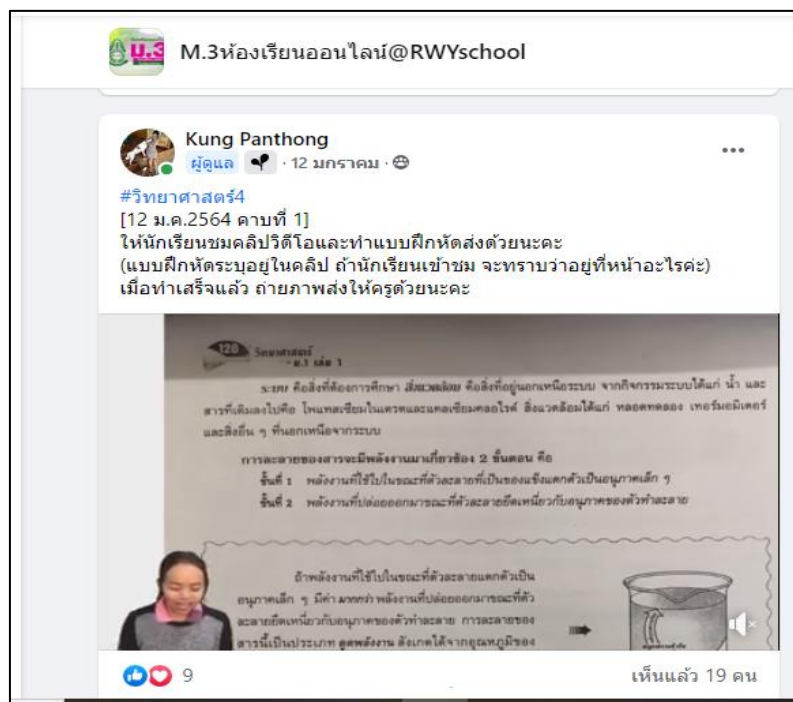 ม.3
M.3ห้องเรียนออนไลน์@RWYschool
Kung Panthong
ผู้ดูแล · 12 มกราคม ·
#วิทยาศาสตร์4
[12 ม.ค.2564 คาบที่ 1]
ให้นักเรียนชมคลิปวิดีโอและทำแบบฝึกหัดส่งด้วยนะคะ
(แบบฝึกหัดระบุอยู่ในคลิป ถ้านักเรียนเข้าชม จะทราบว่าอยู่ที่หน้าอะไรค่ะ)
เมื่อทำเสร็จแล้ว ถ่ายภาพส่งให้ครูด้วยนะคะ
128 วิทยาศาสตร์
ม.1 เล่ม 1
ระบบ คือสิ่งที่ต้องการศึกษา สิ่งแวดล้อม คือสิ่งที่อยู่นอกเหนือระบบ จากกิจกรรมระบบได้แก่ น้ำ และ
สารที่เติมลงไปคือ โพแทสเซียมไนเตรตและแคลเซียมคลอไรด์ สิ่งแวดล้อมได้แก่ หลอดทดลอง เทอร์มอมิเตอร์
และสิ่งอื่น ๆ ที่นอกเหนือจากระบบ
การละลายของสารจะมีพลังงานมาเกี่ยวข้อง 2 ขั้นตอน คือ
ขั้นที่ 1 พลังงานที่ใช้ไปในขณะที่ตัวละลายที่เป็นของแข็งแตกตัวเป็นอนุภาคเล็ก ๆ
ขั้นที่ 2 พลังงานที่ปล่อยออกมาขณะที่ตัวละลายยึดเหนี่ยวกับอนุภาคของตัวทำละลาย
ถ้าพลังงานที่ใช้ไปในขณะที่ตัวละลายแตกตัวเป็น
อนุภาคเล็ก ๆ มีค่ามากกว่าพลังงานที่ปล่อยออกมาขณะที่ตัว
ละลายยึดเหนี่ยวกับอนุภาคของตัวทำละลาย การละลายของ
สารนี้เป็นประเภท ดูดพลังงาน สังเกตได้จากอุณหภูมิของ
9
เห็นแล้ว 19 คน